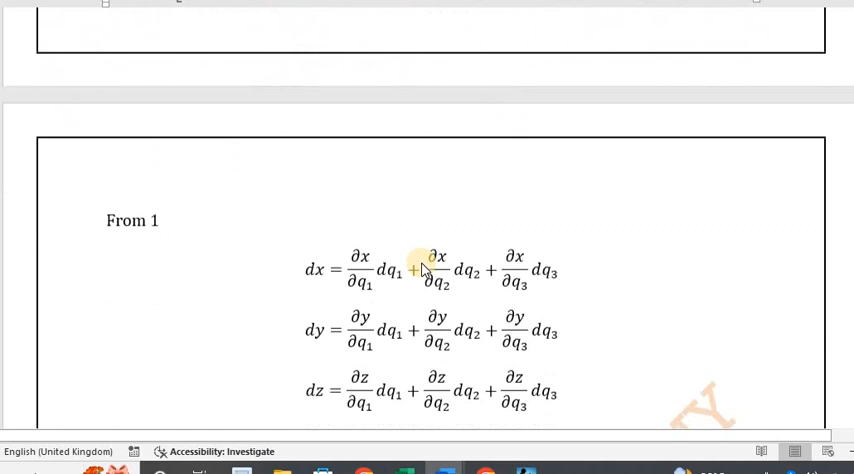 From 1
dx = ∂x/∂q₁ dq₁ + ∂x/∂q₂ dq₂ + ∂x/∂q₃ dq₃
dy = ∂y/∂q₁ dq₁ + ∂y/∂q₂ dq₂ + ∂y/∂q₃ dq₃
dz = ∂z/∂q₁ dq₁ + ∂z/∂q₂ dq₂ + ∂z/∂q₃ dq₃
TY
English (United Kingdom) Accessibility: Investigate